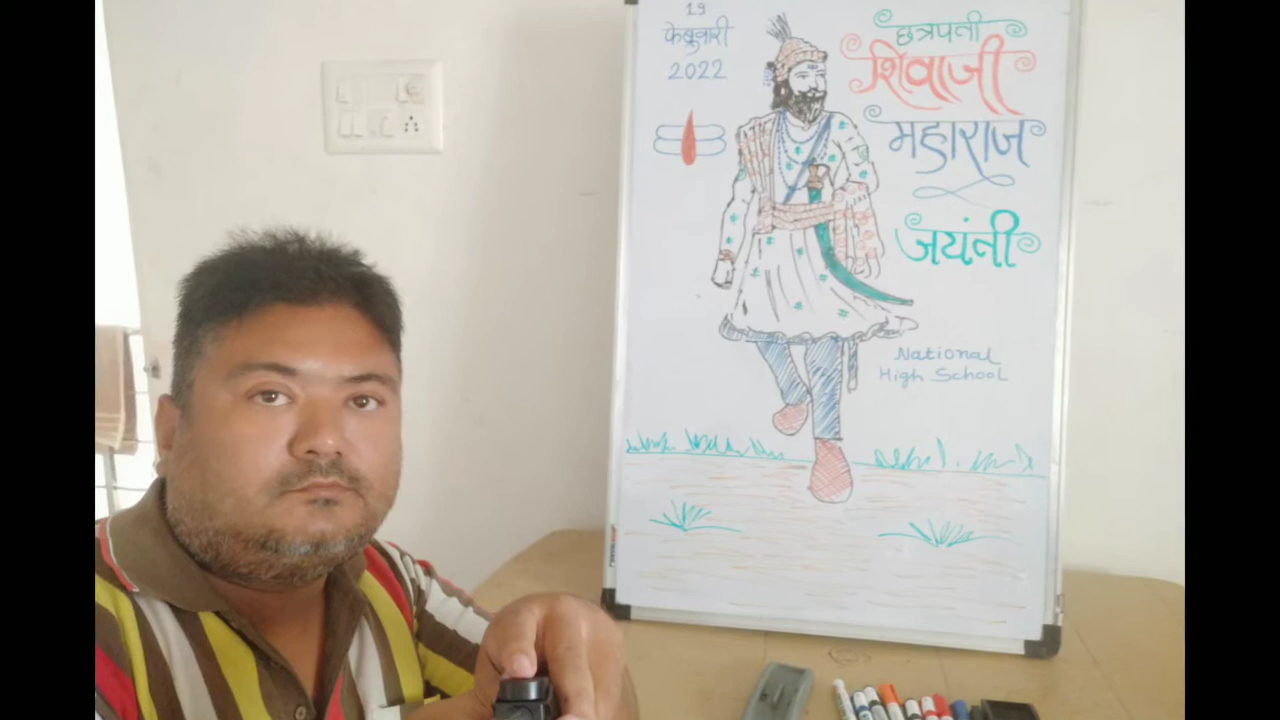 19
फेब्रुवारी
2022
छत्रपती
शिवाजी
महाराज
जयंती
National
High School